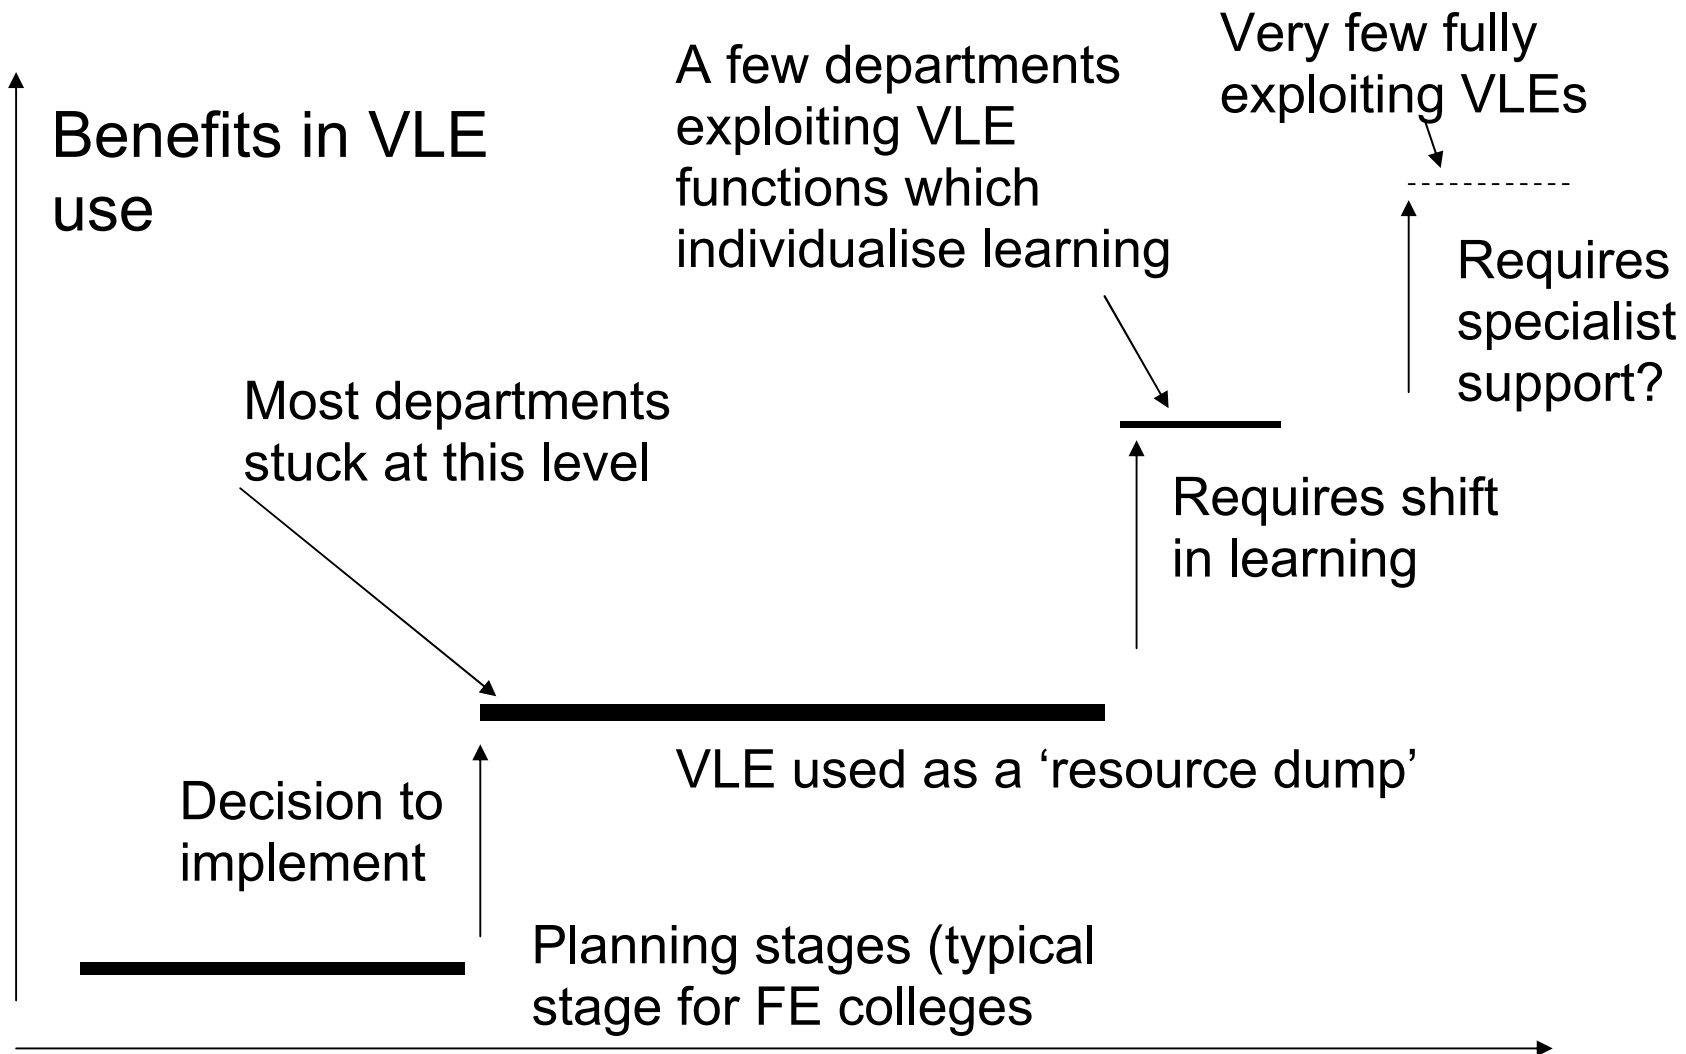 Benefits in VLE
use
A few departments
exploiting VLE
functions which
individualise learning
Very few fully
exploiting VLEs
Requires
specialist
support?
Most departments
stuck at this level
Requires shift
in learning
VLE used as a ‘resource dump’
Decision to
implement
Planning stages (typical
stage for FE colleges